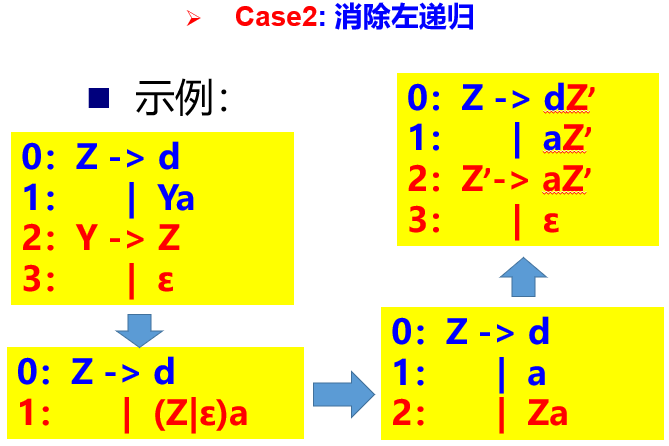 ➢ Case2: 消除左递归
■ 示例：
0: Z -> d
1: | Ya
2: Y -> Z
3: | ε
0: Z -> d
1: | (Z|ε)a
0: Z -> d
1: | a
2: | Za
0: Z -> dZ’
1: | aZ’
2: Z’-> aZ’
3: | ε